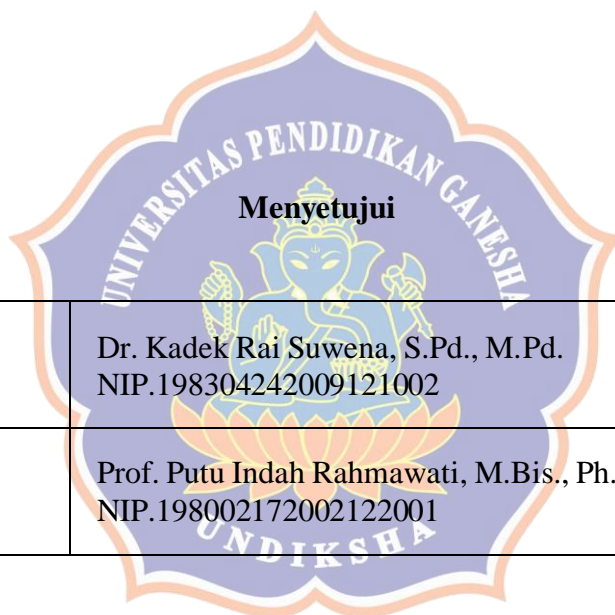 UNIVERSITAS PENDIDIKAN GANESHA
Menyetujui
Dr. Kadek Rai Suwena, S.Pd., M.Pd.
NIP.198304242009121002
Prof. Putu Indah Rahmawati, M.Bis., Ph.
NIP.198002172002122001
UNDIKSHA